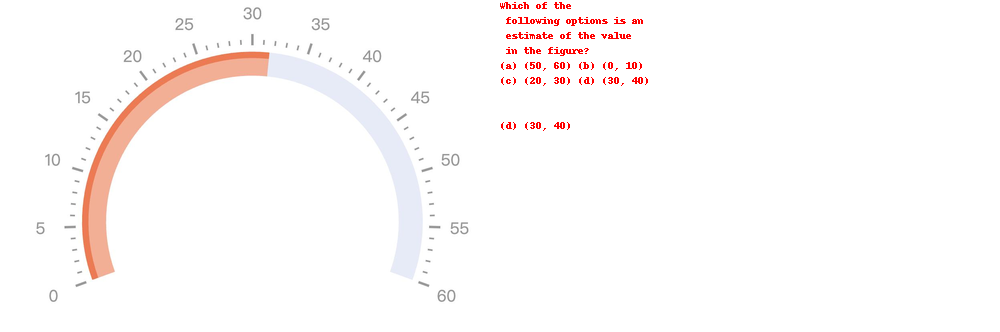 0
5
10
15
20
25
30
35
40
45
50
55
60
Which of the
following options is an
estimate of the value
in the figure?
(a) (50, 60) (b) (0, 10)
(c) (20, 30) (d) (30, 40)
(d) (30, 40)